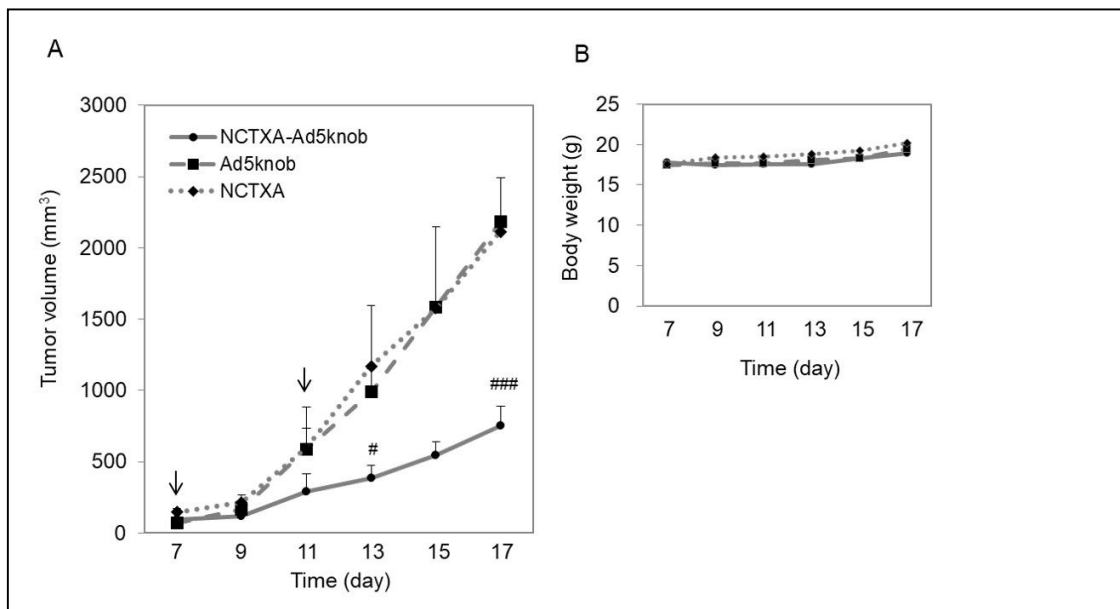 A
Tumor volume (mm³)
3000
2500
2000
1500
1000
500
0
NCTXA-Ad5knob
Ad5knob
NCTXA
#
###
7 9 11 13 15 17
Time (day)
B
Body weight (g)
25
20
15
10
5
0
7 9 11 13 15 17
Time (day)